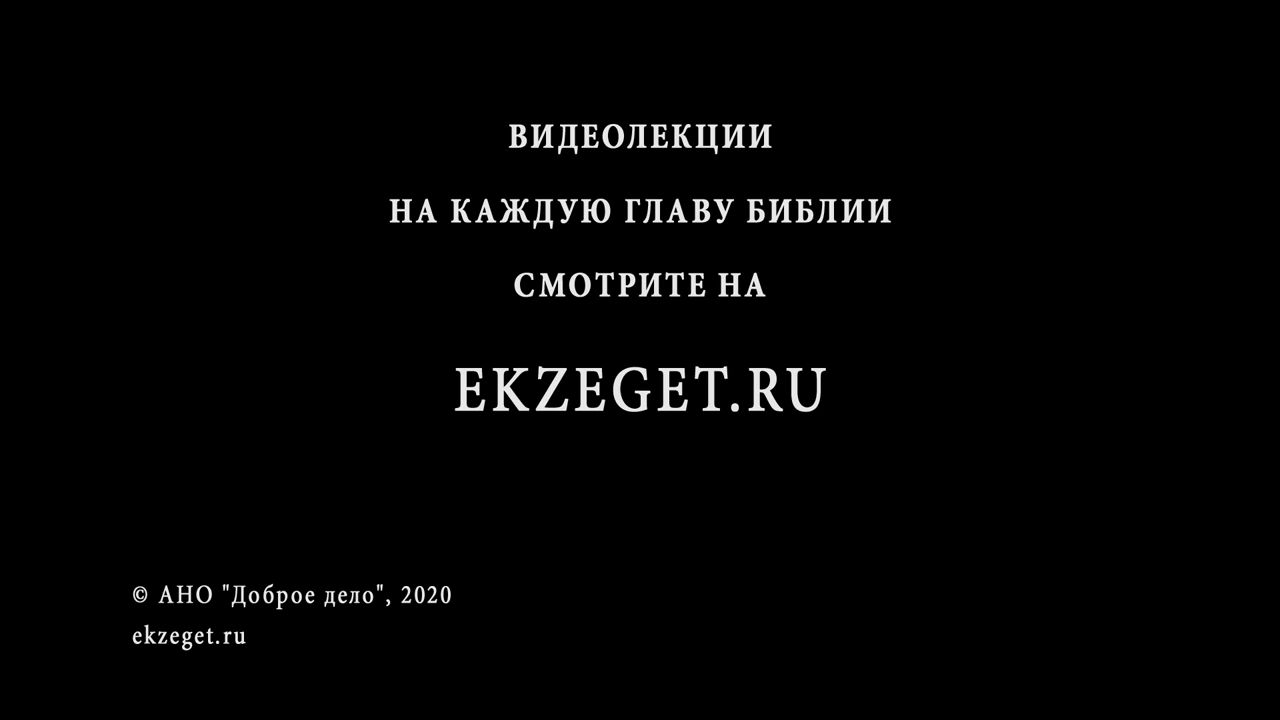 ВИДЕОЛЕКЦИИ
НА КАЖДУЮ ГЛАВУ БИБЛИИ
СМОТРИТЕ НА
EKZEGET.RU
© АНО "Доброе дело", 2020
ekzeget.ru